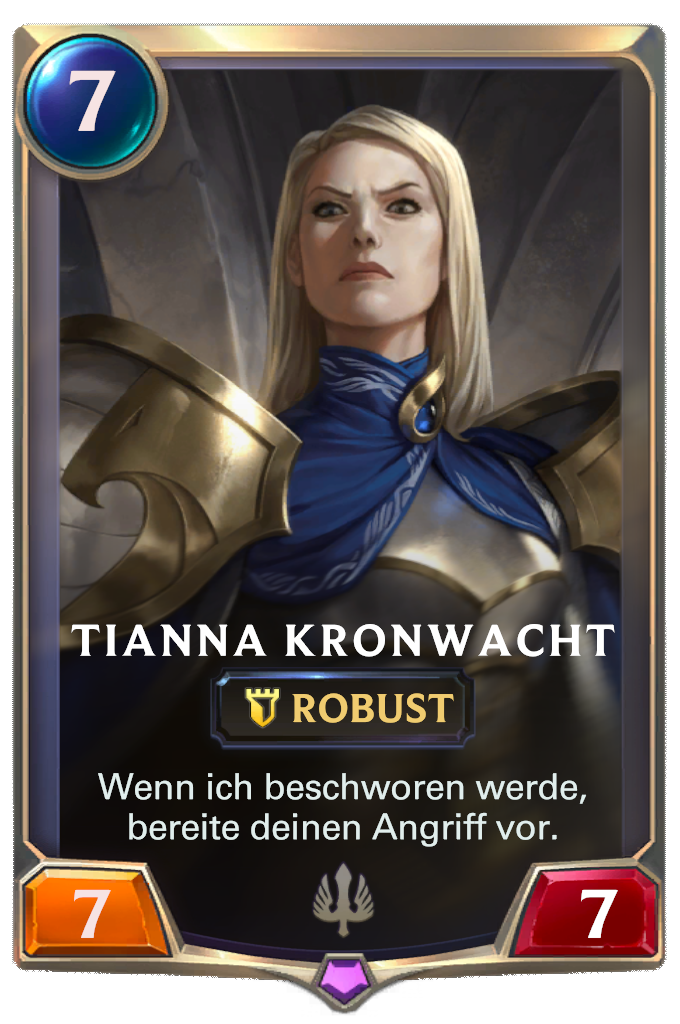 7
TIANNA KRONWACHT
ROBUST
Wenn ich beschworen werde,
bereite deinen Angriff vor.
7
7